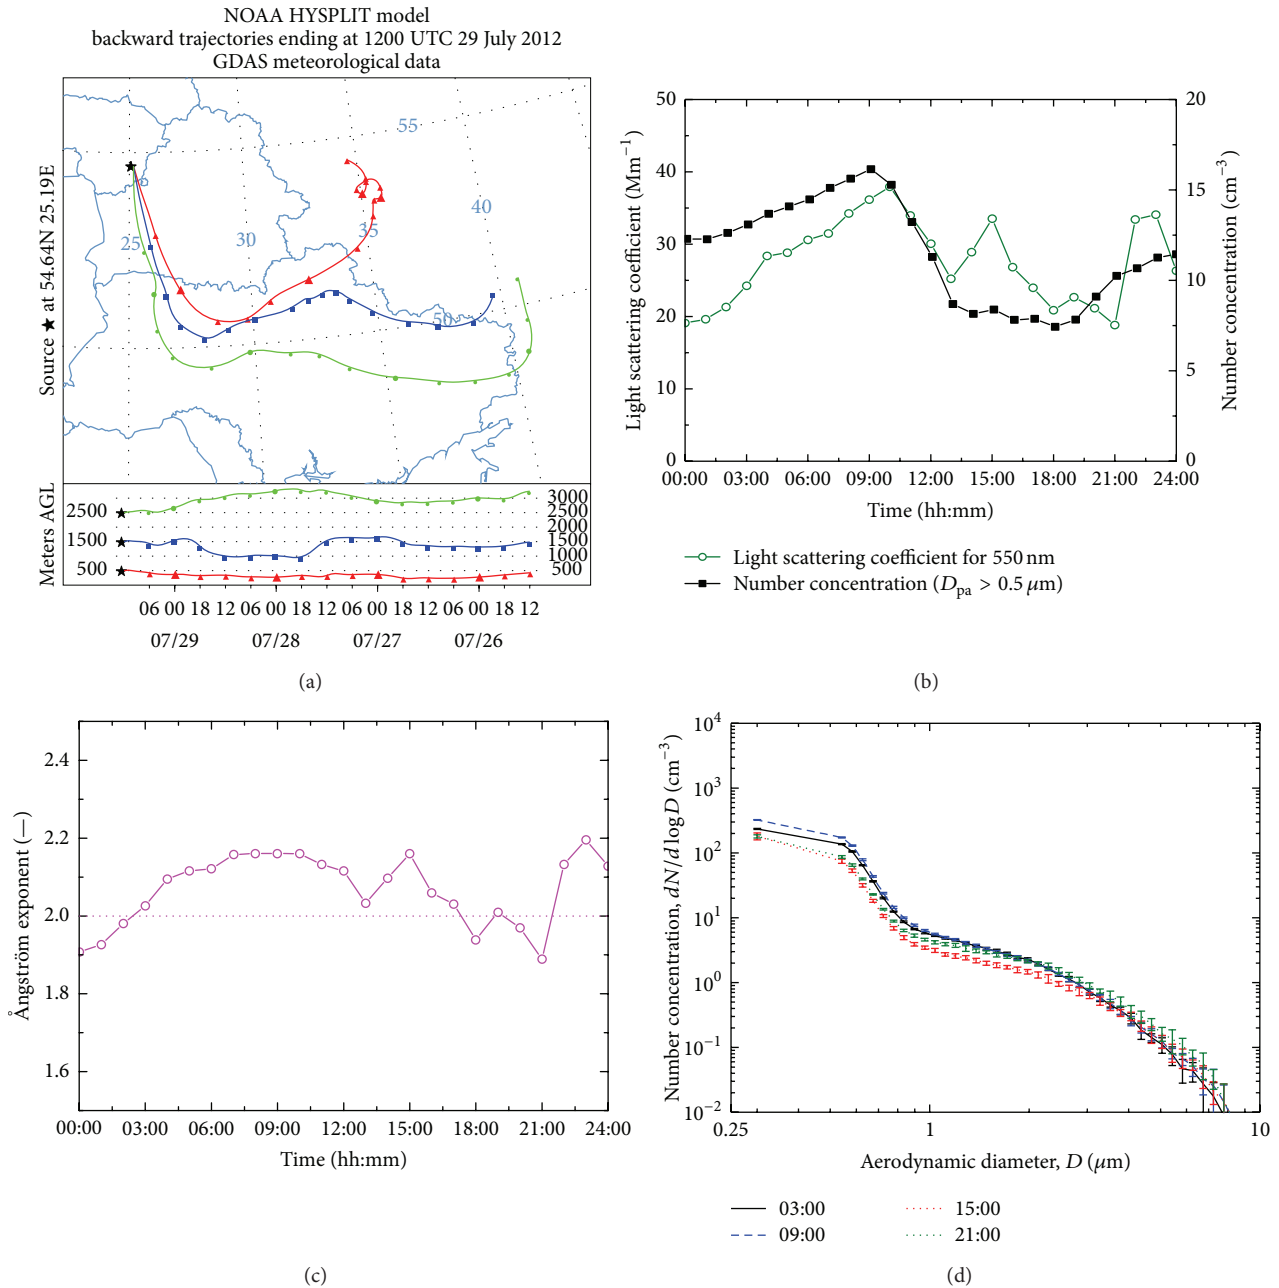 NOAA HYSPLIT model
backward trajectories ending at 1200 UTC 29 July 2012
GDAS meteorological data
Source ★ at 54.64N 25.19E
55
40
35
30
25
50
Meters AGL
2500
1500
500
3000
2500
2000
1500
1000
500
06 00 18 12 06 00 18 12 06 00 18 12 06 00 18 12
07/29 07/28 07/27 07/26
(a)
50
40
30
20
10
0
Light scattering coefficient (Mm⁻¹)
20
15
10
5
0
Number concentration (cm⁻³)
00:00 03:00 06:00 09:00 12:00 15:00 18:00 21:00 24:00
Time (hh:mm)
Light scattering coefficient for 550 nm
Number concentration (Dpa > 0.5 μm)
(b)
2.4
2.2
2.0
1.8
1.6
Ångström exponent (—)
00:00 03:00 06:00 09:00 12:00 15:00 18:00 21:00 24:00
Time (hh:mm)
(c)
10⁴
10³
10²
10¹
10⁰
10⁻¹
10⁻²
Number concentration, dN/d log D (cm⁻³)
0.25 1 10
Aerodynamic diameter, D (μm)
03:00 15:00
09:00 21:00
(d)